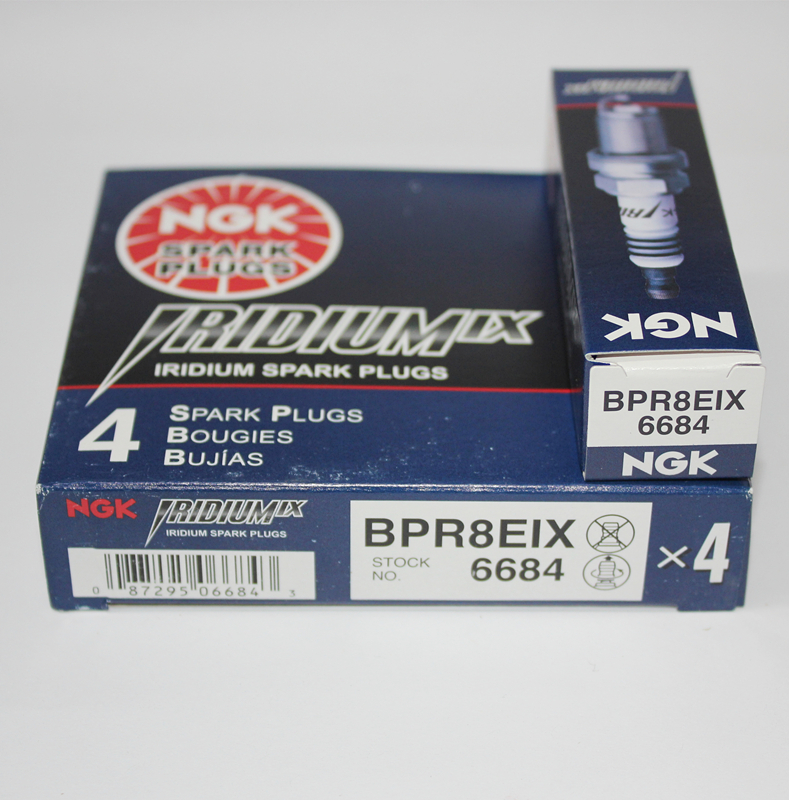 NGK
SPARK
PLUGS
IRIDIUM IX
IRIDIUM SPARK PLUGS
4
SPARK PLUGS
BOUGIES
BUJÍAS
NGK
IRIDIUM IX
IRIDIUM SPARK PLUGS
0 87295 06684 3
BPR8EIX
STOCK
NO.
6684
×4
NGK
BPR8EIX
6684
NGK